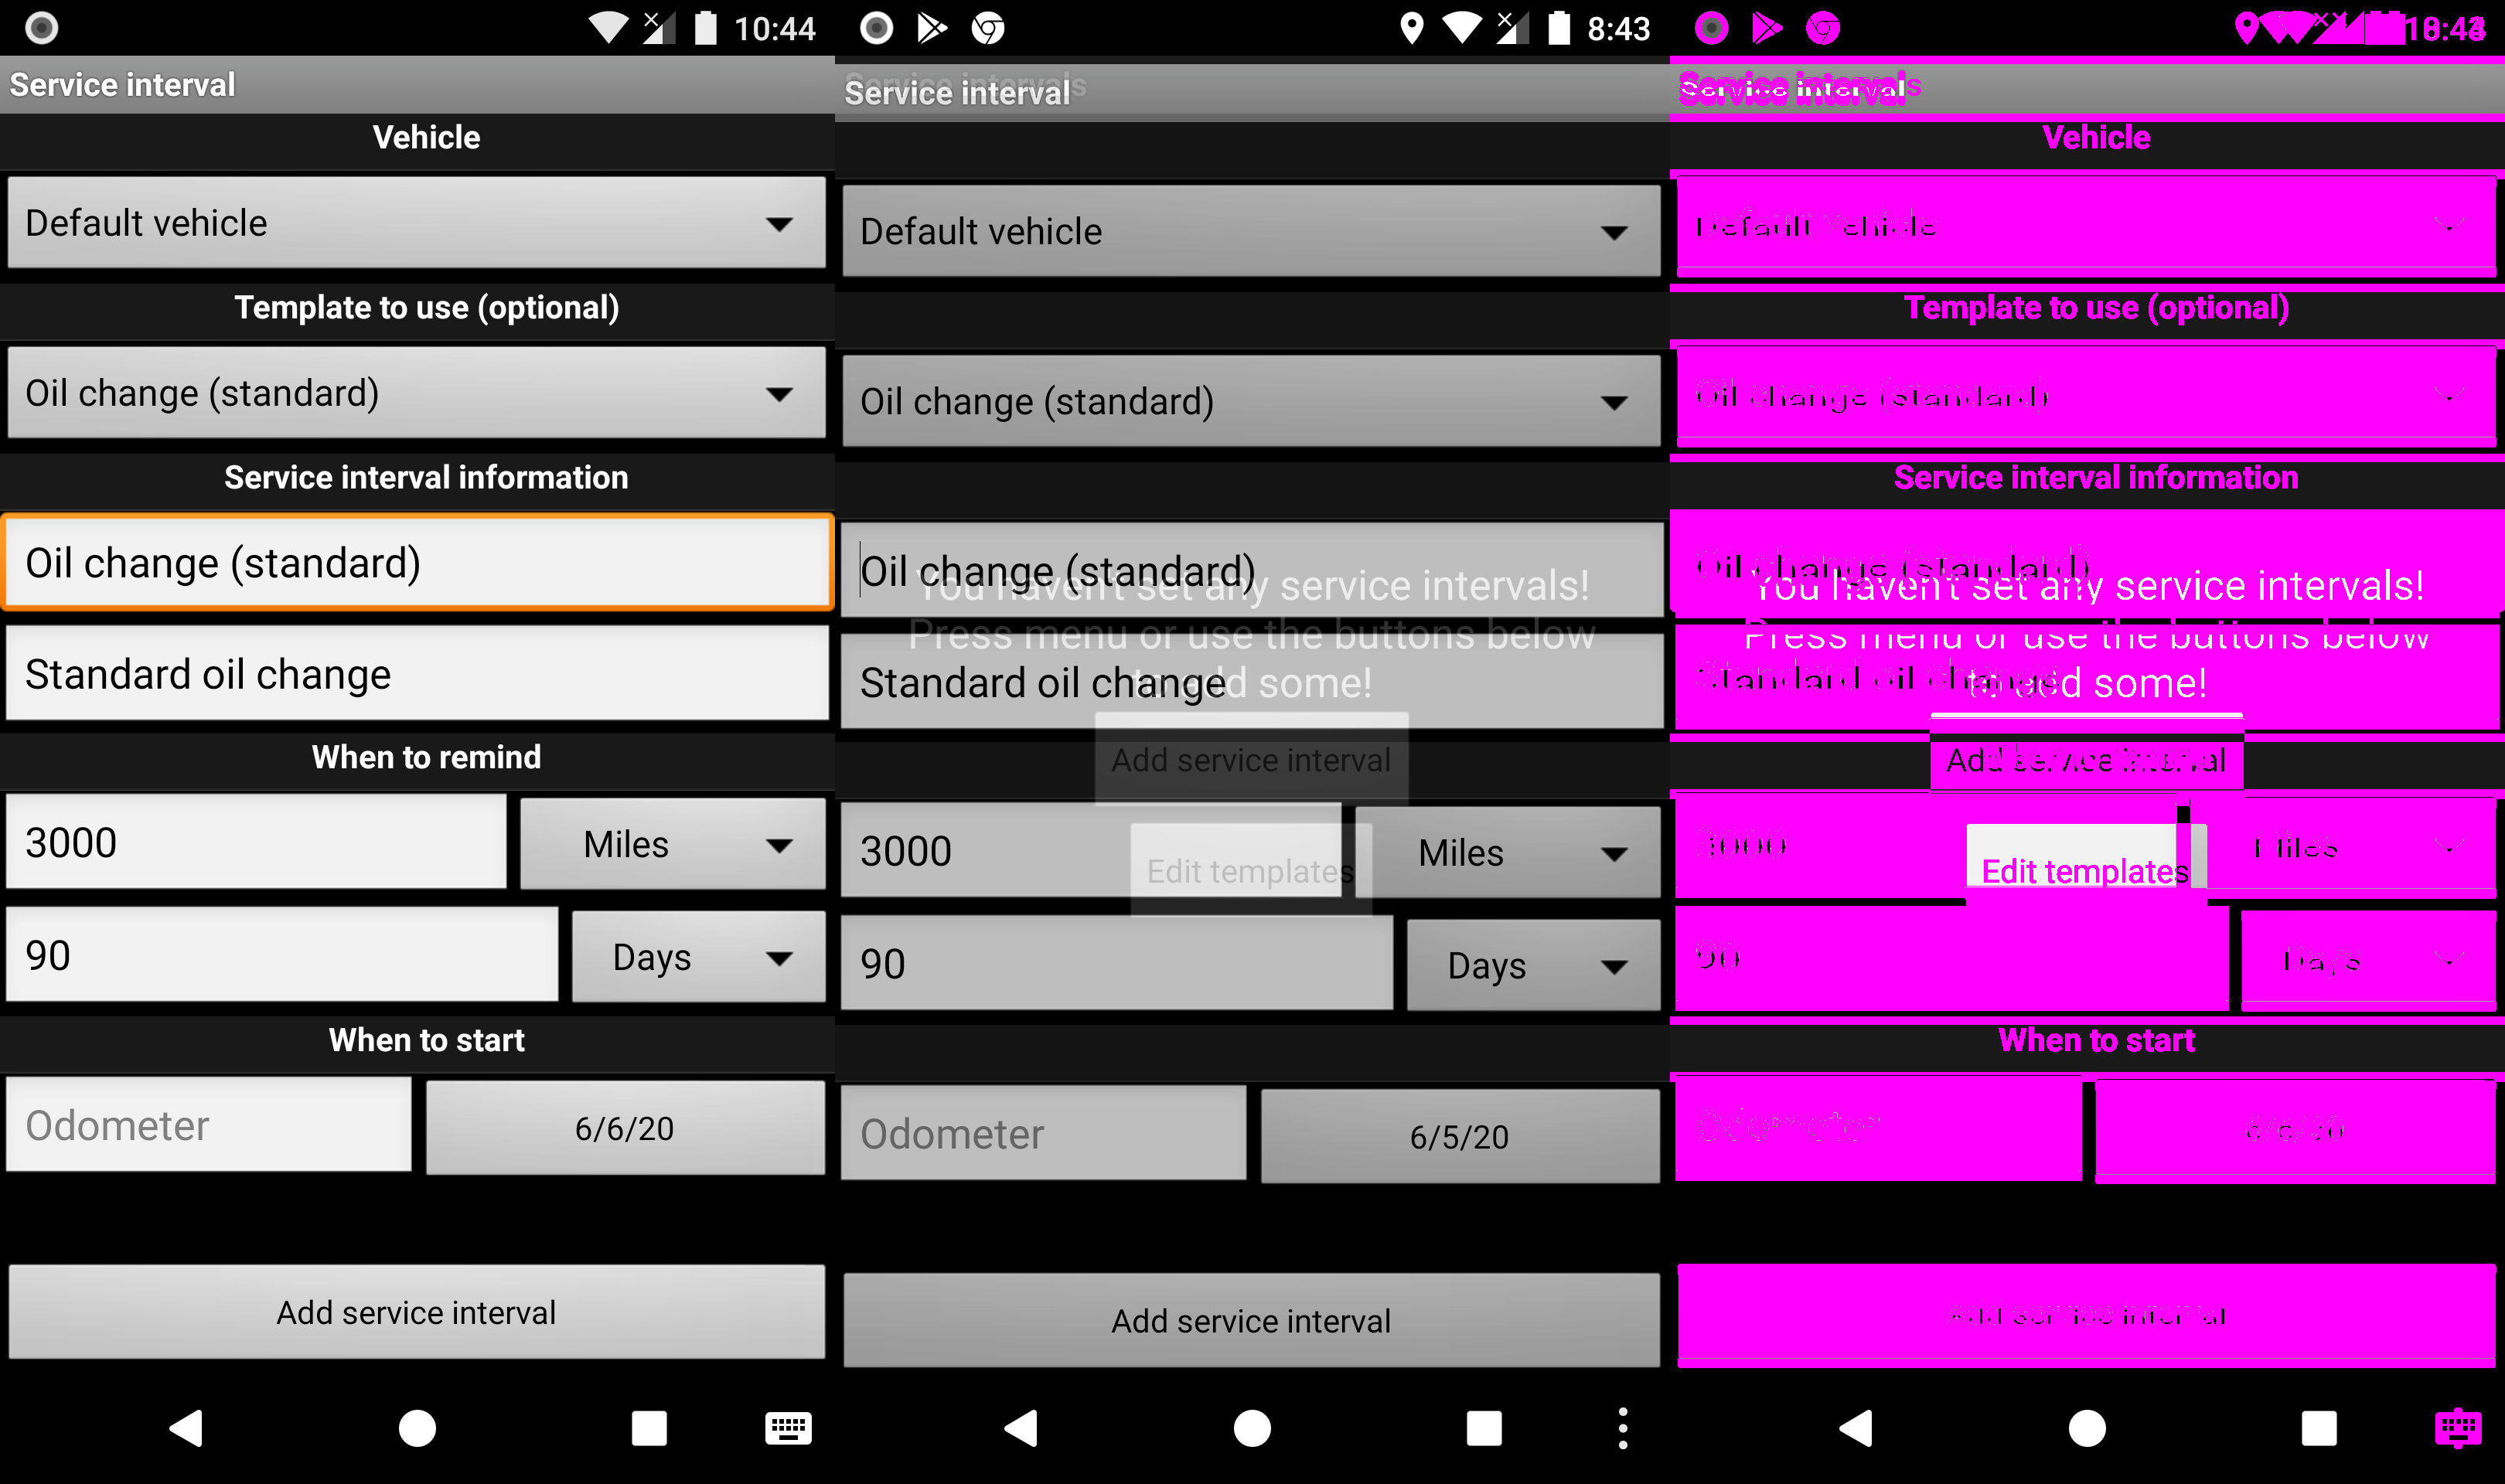 10:44
Service interval
Vehicle
Default vehicle
Template to use (optional)
Oil change (standard)
Service interval information
Oil change (standard)
Standard oil change
When to remind
3000
Miles
90
Days
When to start
Odometer
6/6/20
Add service interval
8:43
Service intervals
Service interval
Default vehicle
Oil change (standard)
Oil change (standard)
You haven't set any service intervals!
Press menu or use the buttons below
to add some!
Standard oil change
Add service interval
3000
Miles
Edit templates
90
Days
Odometer
6/5/20
Add service interval
Service intervals
Vehicle
Default vehicle
Template to use (optional)
Oil change (standard)
Service interval information
Oil change (standard)
You haven't set any service intervals!
Press menu or use the buttons below
Standard oil change
to add some!
Add service interval
3000
Miles
Edit templates
90
Days
When to start
Odometer
Add service interval